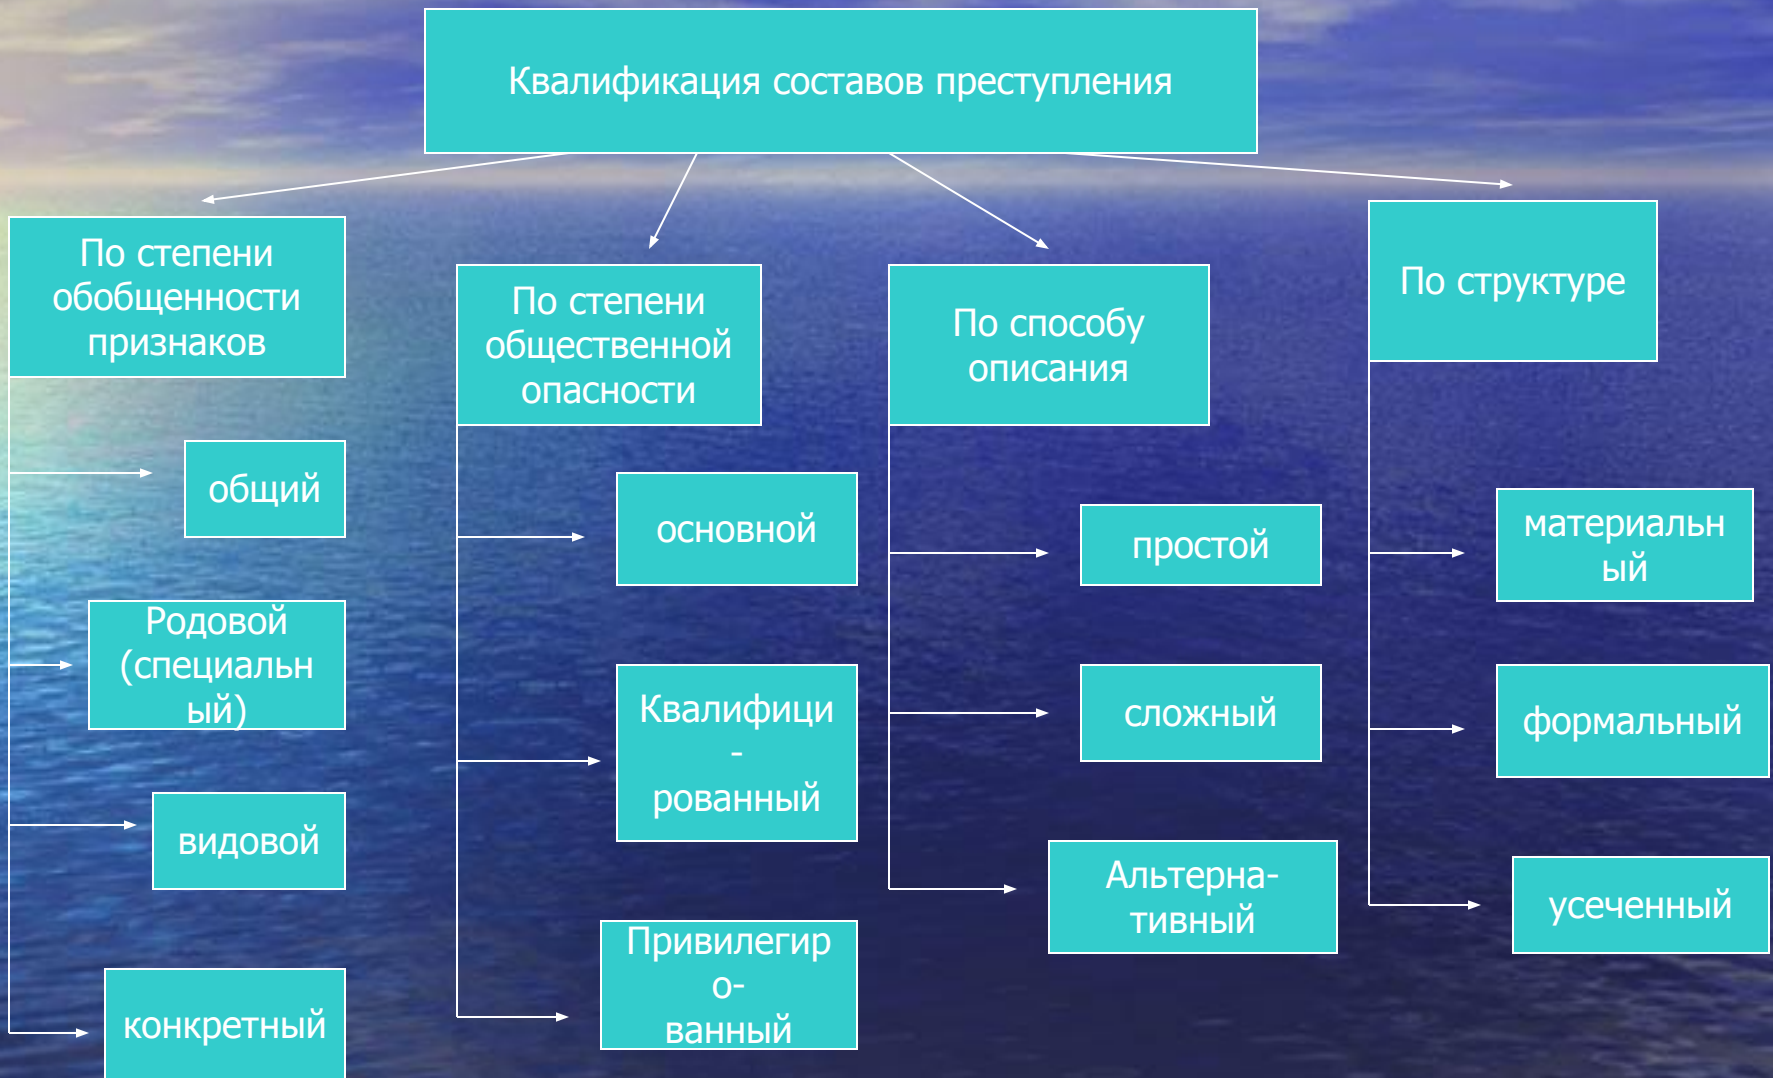 Квалификация составов преступления
По степени
обобщенности
признаков
общий
Родовой
(специальн
ый)
видовой
конкретный
По степени
общественной
опасности
основной
Квалифици
-
рованный
Привилегир
о-
ванный
По способу
описания
простой
сложный
Альтерна-
тивный
По структуре
материальн
ый
формальный
усеченный